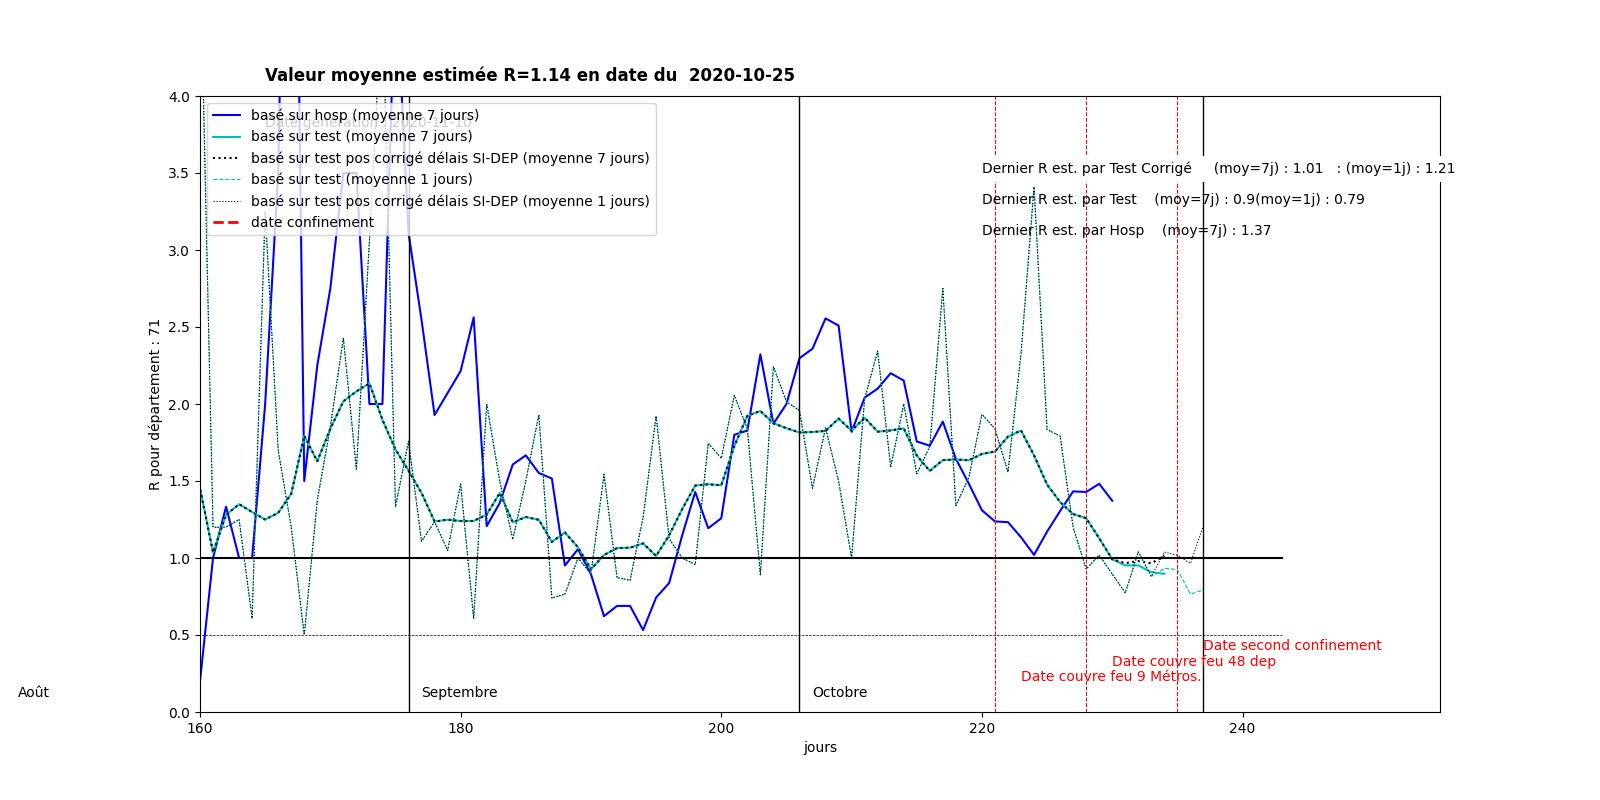 Valeur moyenne estimée R=1.14 en date du  2020-10-25
Date génération : 2020-11-10
basé sur hosp (moyenne 7 jours)
basé sur test (moyenne 7 jours)
basé sur test pos corrigé délais SI-DEP (moyenne 7 jours)
basé sur test (moyenne 1 jours)
basé sur test pos corrigé délais SI-DEP (moyenne 1 jours)
date confinement
Dernier R est. par Test Corrigé     (moy=7j) : 1.01   : (moy=1j) : 1.21
Dernier R est. par Test    (moy=7j) : 0.9(moy=1j) : 0.79
Dernier R est. par Hosp    (moy=7j) : 1.37
R pour département : 71
4.0
3.5
3.0
2.5
2.0
1.5
1.0
0.5
0.0
Date second confinement
Date couvre feu 48 dep
Date couvre feu 9 Métros.
Août
Septembre
Octobre
160
180
200
220
240
jours